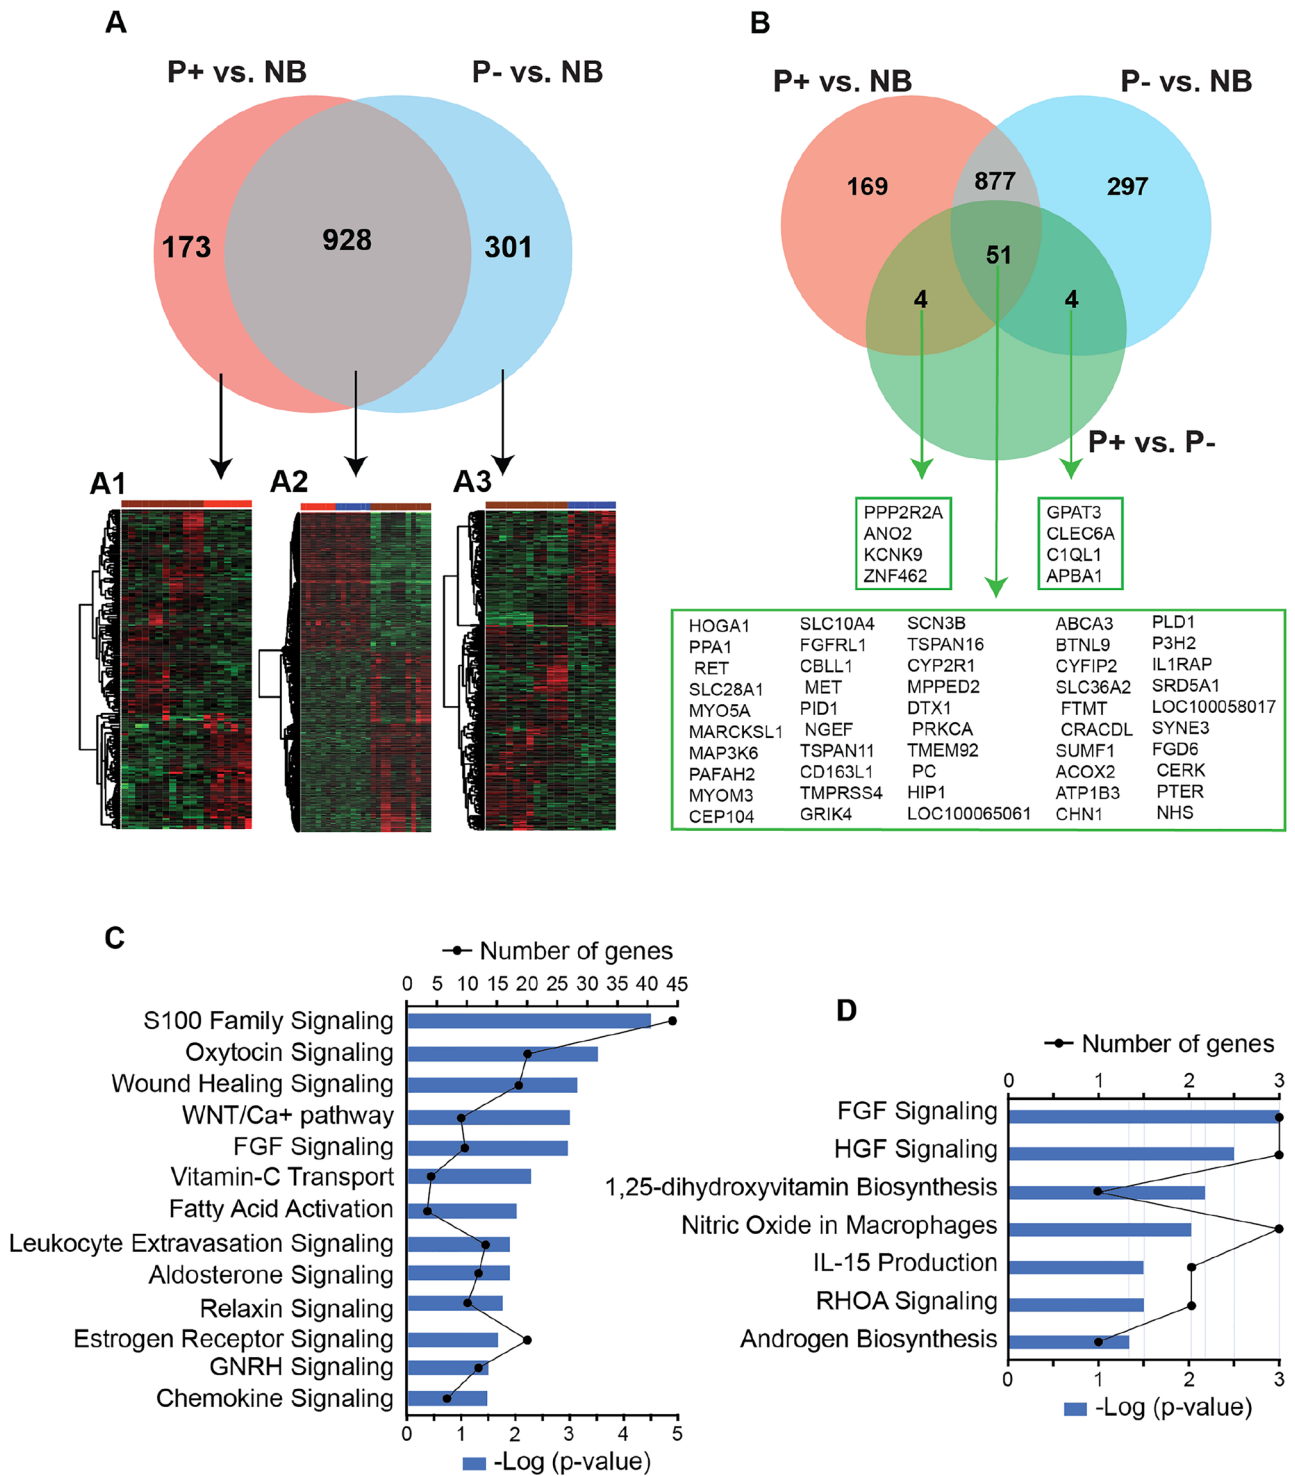 A
P+ vs. NB
P- vs. NB
173
928
301
A1
A2
A3
B
P+ vs. NB
P- vs. NB
169
877
297
51
4
4
P+ vs. P-
PPP2R2A
ANO2
KCNK9
ZNF462
GPAT3
CLEC6A
C1QL1
APBA1
HOGA1 SLC10A4 SCN3B ABCA3 PLD1
PPA1 FGFRL1 TSPAN16 BTNL9 P3H2
RET CBLL1 CYP2R1 CYFIP2 IL1RAP
SLC28A1 MET MPPED2 SLC36A2 SRD5A1
MYO5A PID1 DTX1 FTMT LOC100058017
MARCKSL1 NGEF PRKCA CRACDL SYNE3
MAP3K6 TSPAN11 TMEM92 SUMF1 FGD6
PAFAH2 CD163L1 PC ACOX2 CERK
MYOM3 TMPRSS4 HIP1 ATP1B3 PTER
CEP104 GRIK4 LOC100065061 CHN1 NHS
C
Number of genes
0 5 10 15 20 25 30 35 40 45
S100 Family Signaling
Oxytocin Signaling
Wound Healing Signaling
WNT/Ca+ pathway
FGF Signaling
Vitamin-C Transport
Fatty Acid Activation
Leukocyte Extravasation Signaling
Aldosterone Signaling
Relaxin Signaling
Estrogen Receptor Signaling
GNRH Signaling
Chemokine Signaling
0 1 2 3 4 5
-Log (p-value)
D
Number of genes
0 1 2 3
FGF Signaling
HGF Signaling
1,25-dihydroxyvitamin Biosynthesis
Nitric Oxide in Macrophages
IL-15 Production
RHOA Signaling
Androgen Biosynthesis
0 1 2 3
-Log (p-value)